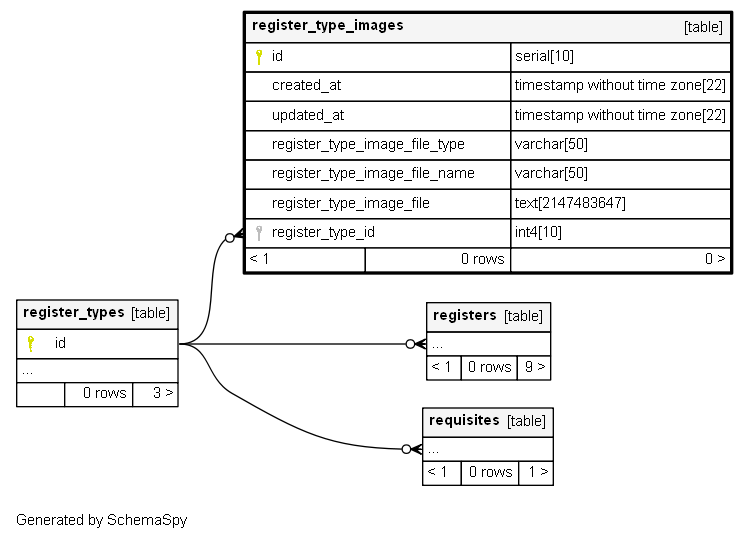 register_type_images [table]
id serial[10]
created_at timestamp without time zone[22]
updated_at timestamp without time zone[22]
register_type_image_file_type varchar[50]
register_type_image_file_name varchar[50]
register_type_image_file text[2147483647]
register_type_id int4[10]
< 1 0 rows 0 >
register_types [table]
id
...
0 rows 3 >
registers [table]
...
< 1 0 rows 9 >
requisites [table]
...
< 1 0 rows 1 >
Generated by SchemaSpy